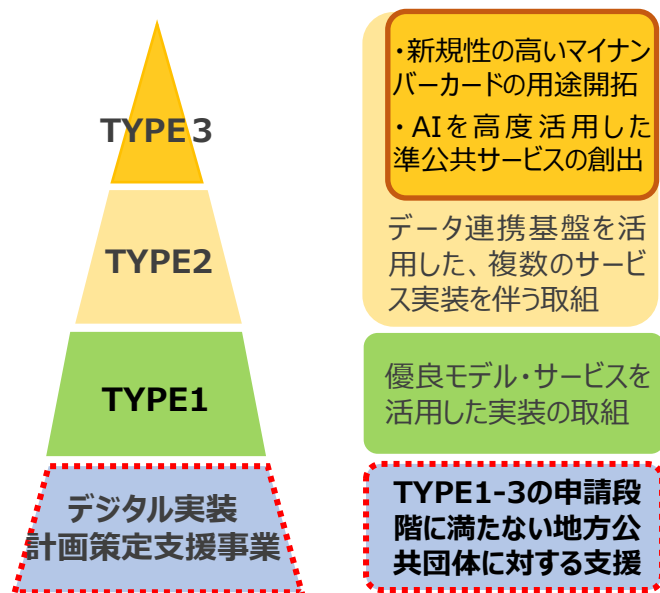 TYPE３
・新規性の高いマイナン
バーカードの用途開拓
・AIを高度活用した
準公共サービスの創出
TYPE2
データ連携基盤を活
用した、複数のサービ
ス実装を伴う取組
TYPE1
優良モデル・サービスを
活用した実装の取組
デジタル実装
計画策定支援事業
TYPE1-3の申請段
階に満たない地方公
共団体に対する支援